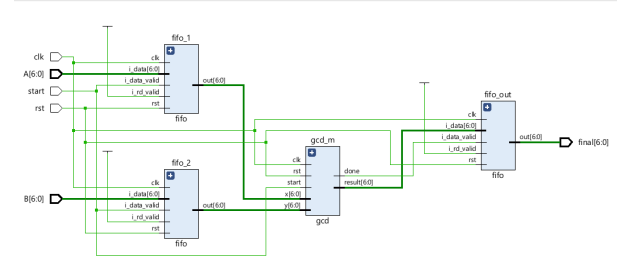 fifo_1
clk
A[6:0]
start
rst
clk
i_data[6:0]
i_data_valid
i_rd_valid
rst
out[6:0]
fifo
fifo_2
B[6:0]
clk
i_data[6:0]
i_data_valid
i_rd_valid
rst
out[6:0]
fifo
gcd_m
clk
rst
start
x[6:0]
y[6:0]
done
result[6:0]
gcd
fifo_out
clk
i_data[6:0]
i_data_valid
i_rd_valid
rst
out[6:0]
fifo
final[6:0]